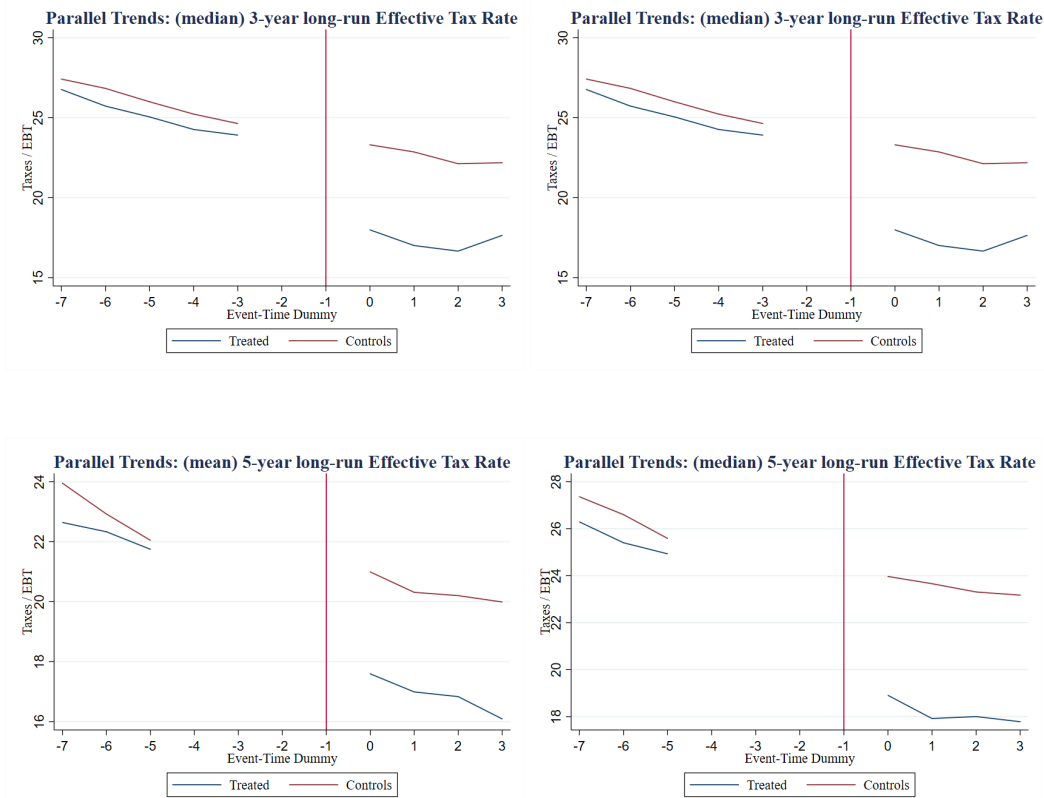 Parallel Trends: (median) 3-year long-run Effective Tax Rate
30
25
20
15
Taxes / EBT
-7 -6 -5 -4 -3 -2 -1 0 1 2 3
Event-Time Dummy
Treated Controls
Parallel Trends: (median) 3-year long-run Effective Tax Rate
30
25
20
15
Taxes / EBT
-7 -6 -5 -4 -3 -2 -1 0 1 2 3
Event-Time Dummy
Treated Controls
Parallel Trends: (mean) 5-year long-run Effective Tax Rate
24
22
20
18
16
Taxes / EBT
-7 -6 -5 -4 -3 -2 -1 0 1 2 3
Event-Time Dummy
Treated Controls
Parallel Trends: (median) 5-year long-run Effective Tax Rate
28
26
24
22
20
18
Taxes / EBT
-7 -6 -5 -4 -3 -2 -1 0 1 2 3
Event-Time Dummy
Treated Controls